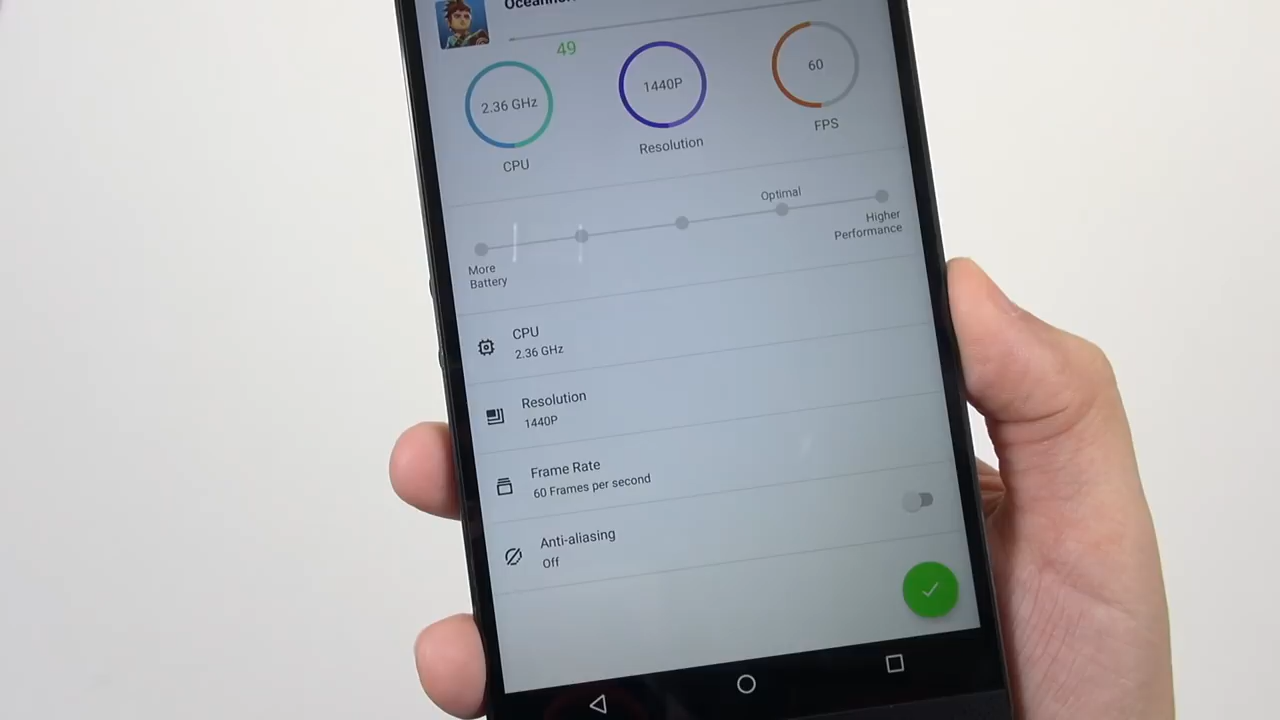 49
2.36 GHz
1440P
60
CPU
Resolution
FPS
Optimal
More
Battery
Higher
Performance
CPU
2.36 GHz
Resolution
1440P
Frame Rate
60 Frames per second
Anti-aliasing
Off